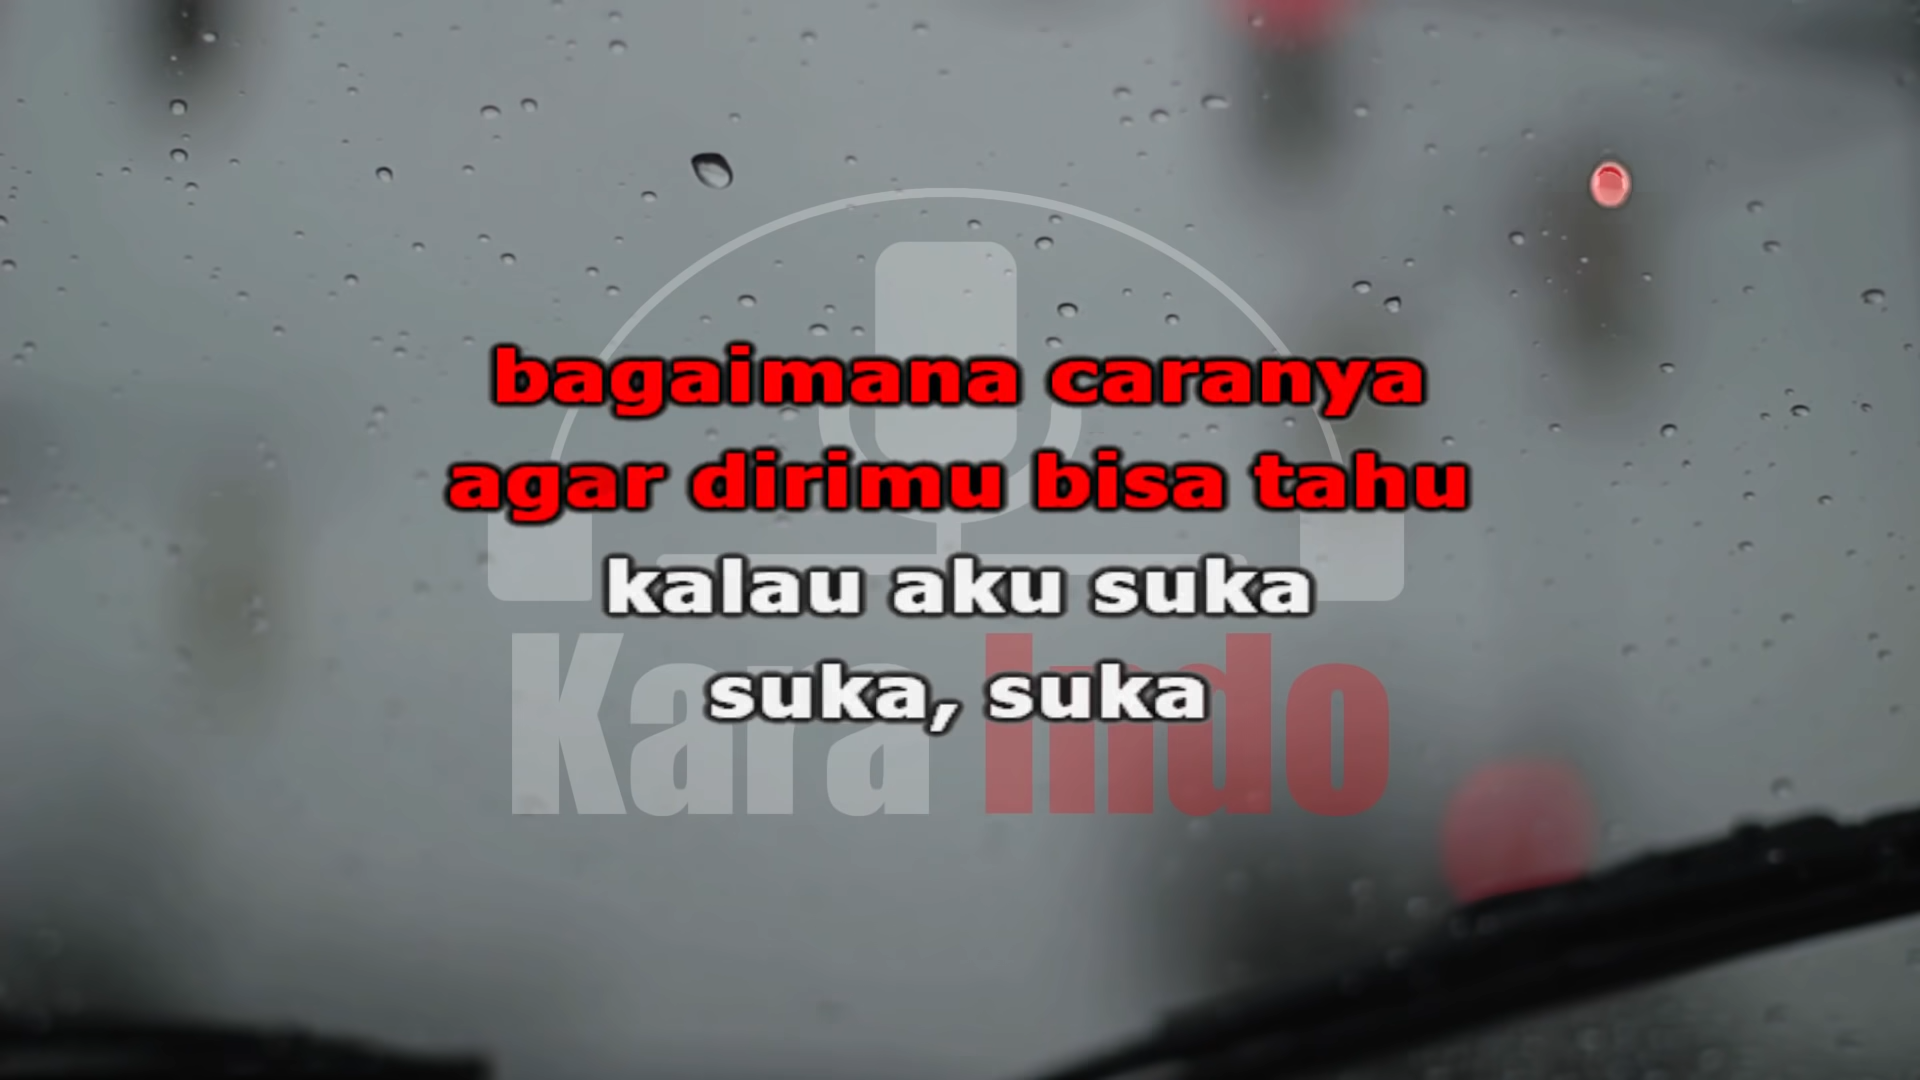 bagaimana caranya
agar dirimu bisa tahu
kalau aku suka
suka, suka
Kara Indo